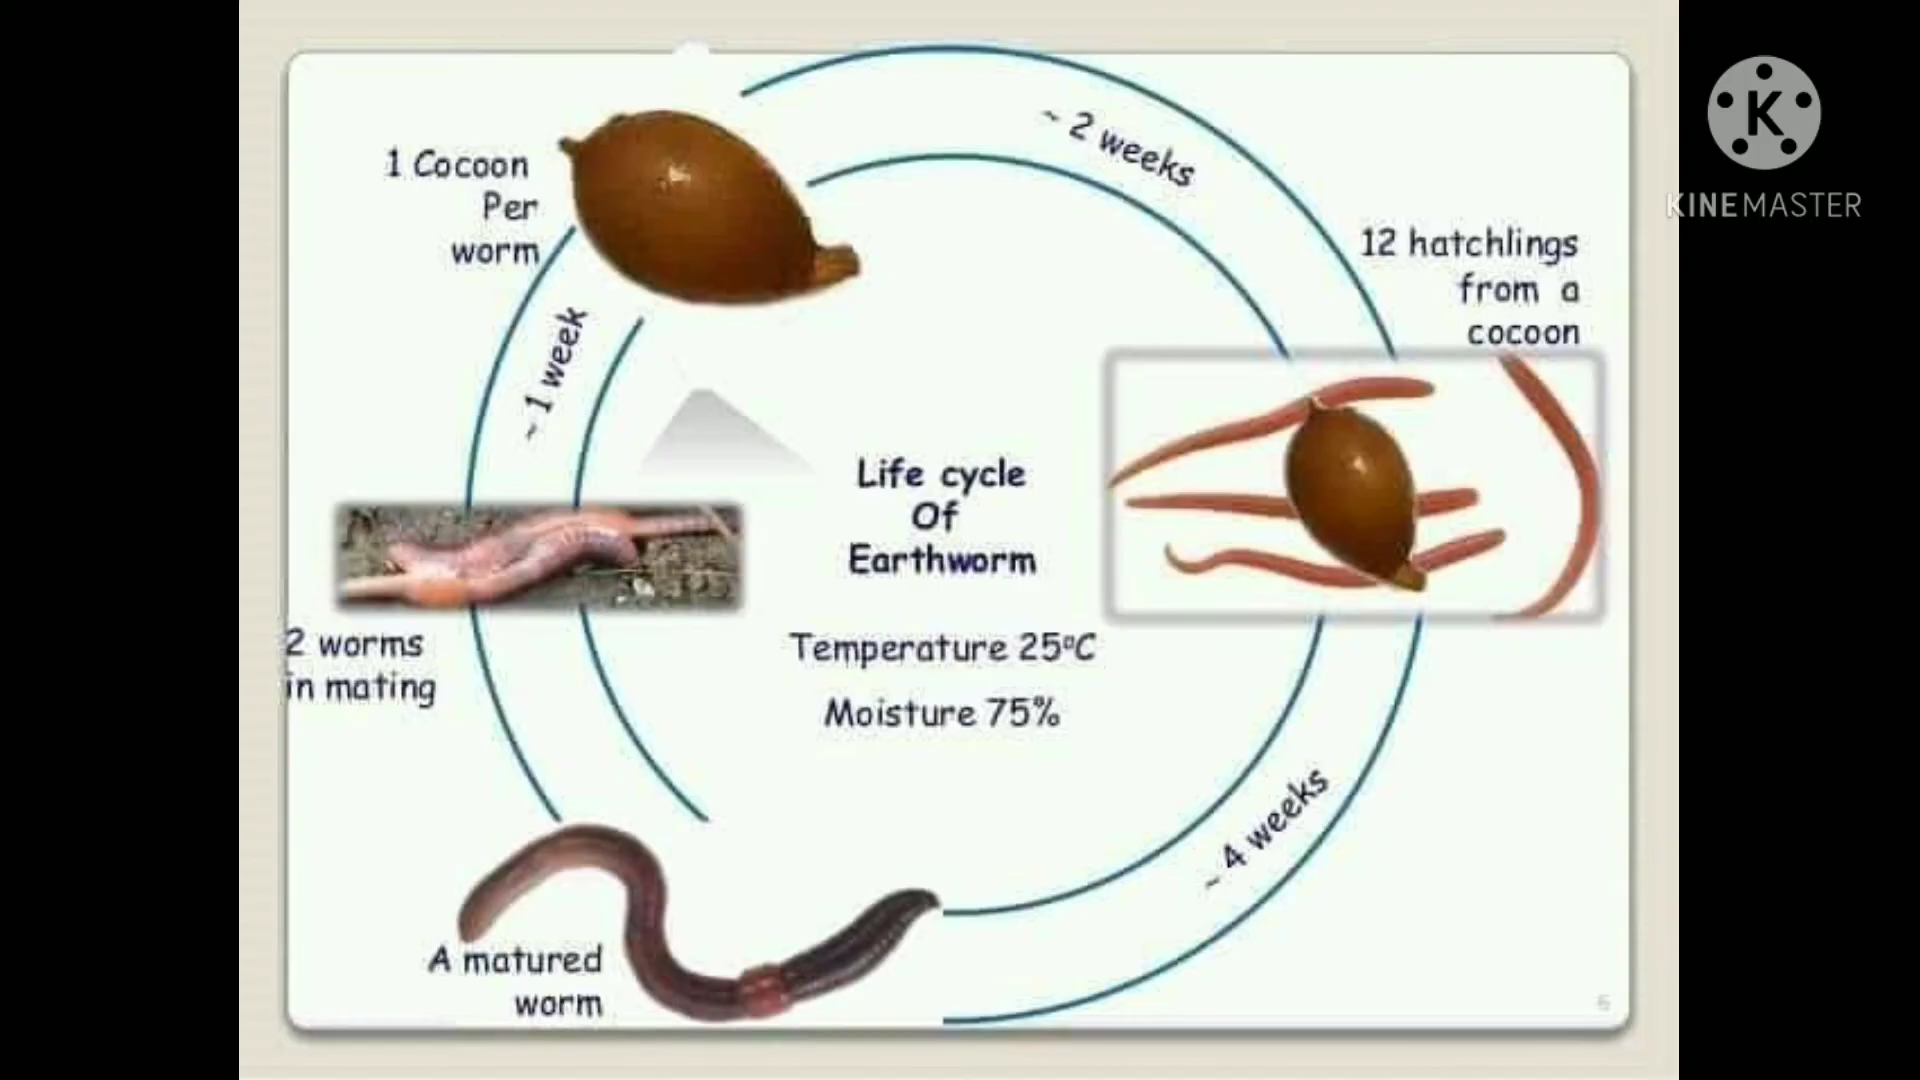 ~ 2 weeks
1 Cocoon
Per
worm
KINEMASTER
K
12 hatchlings
from a
cocoon
~ 1 week
Life cycle
Of
Earthworm
2 worms
in mating
Temperature 25°C
Moisture 75%
~ 4 weeks
A matured
worm
6